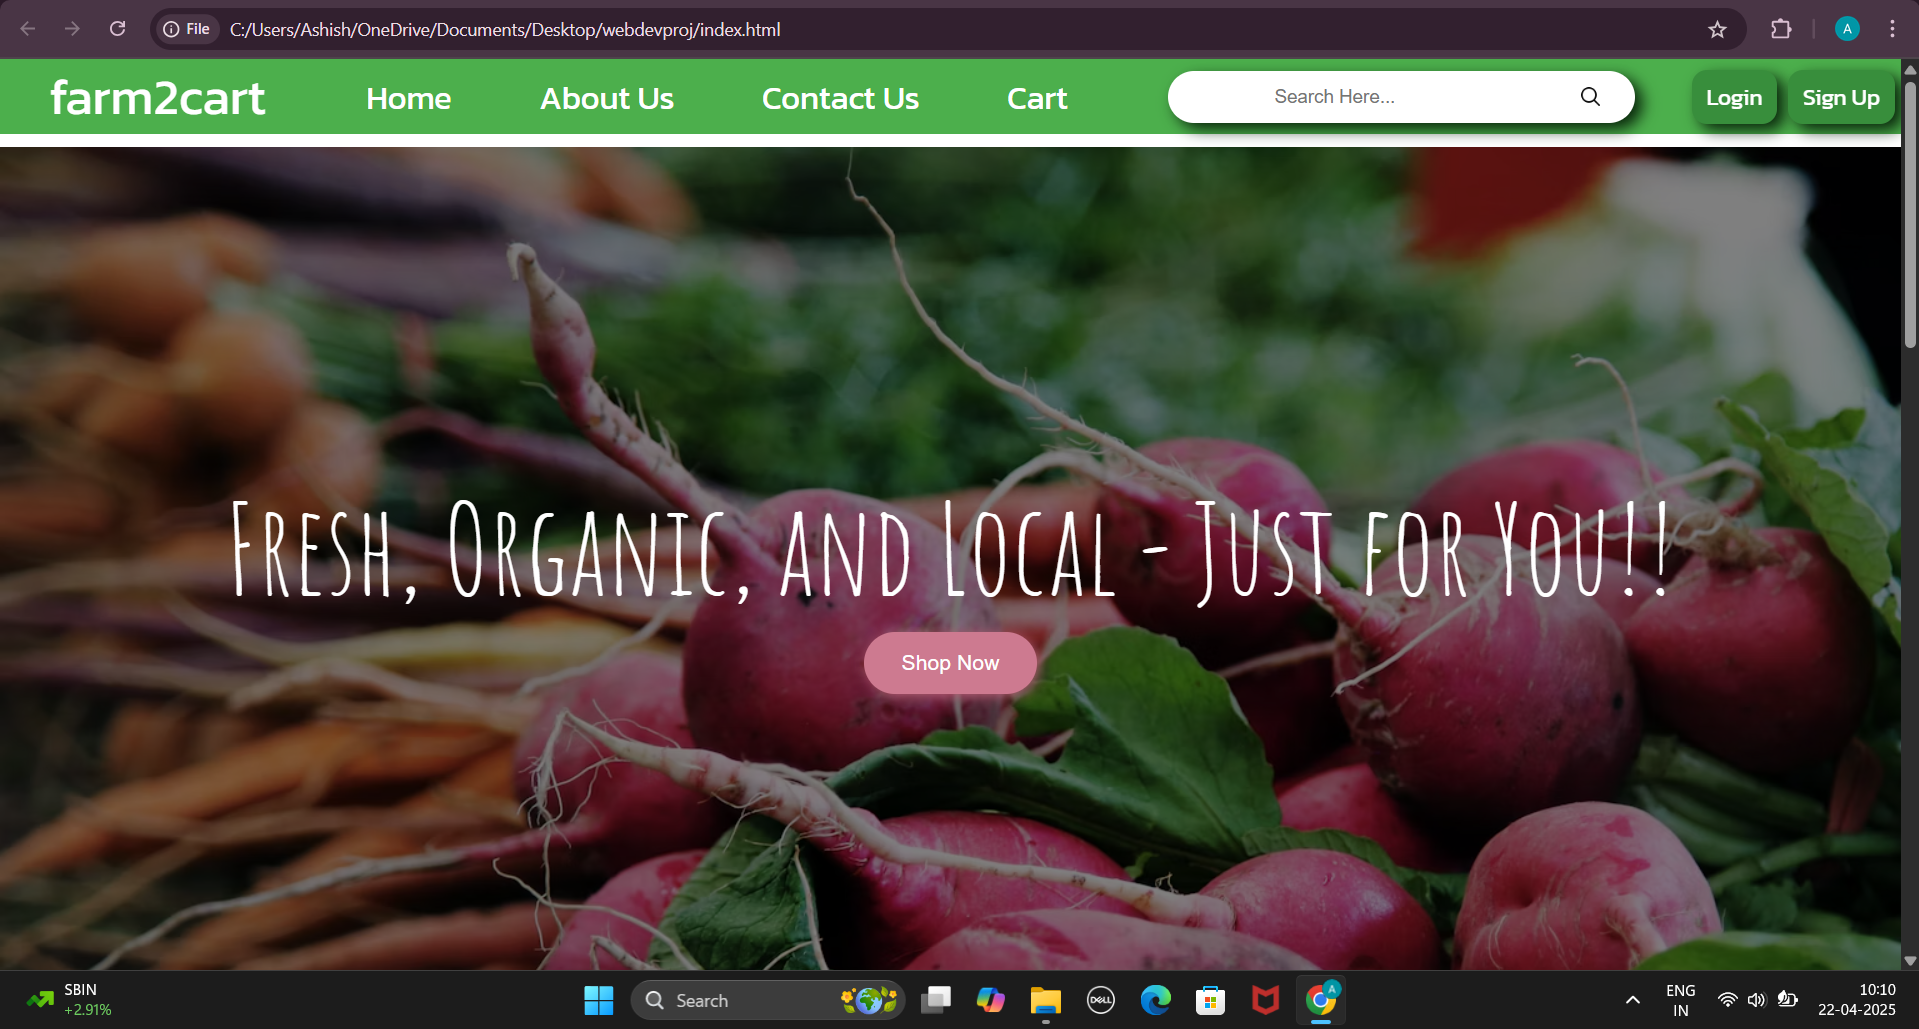 File
C:/Users/Ashish/OneDrive/Documents/Desktop/webdevproj/index.html
A
farm2cart
Home
About Us
Contact Us
Cart
Search Here...
Login
Sign Up
Fresh, Organic, and Local - Just for You!!
Shop Now
SBIN
+2.91%
Search
DELL
A
ENG
IN
10:10
22-04-2025